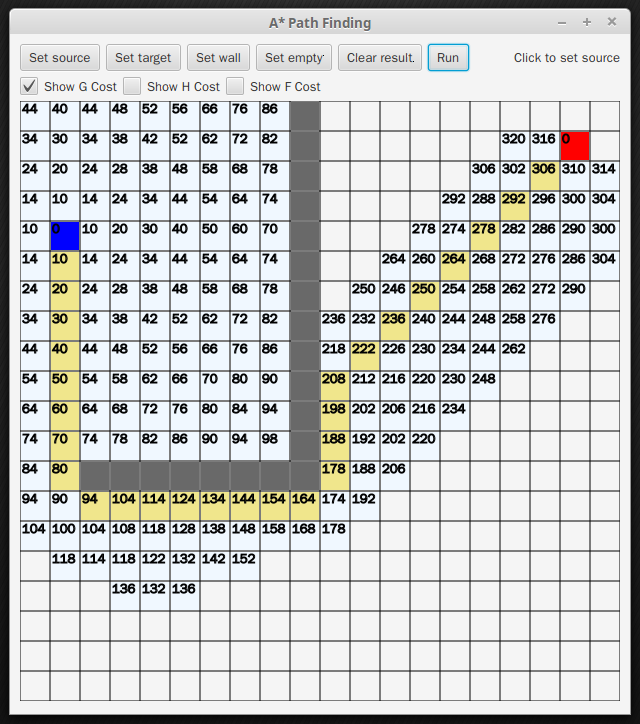 A* Path Finding
Set source Set target Set wall Set empty Clear result. Run Click to set source
Show G Cost Show H Cost Show F Cost
44 40 44 48 52 56 66 76 86
34 30 34 38 42 52 62 72 82 320 316 0
24 20 24 28 38 48 58 68 78 306 302 306 310 314
14 10 14 24 34 44 54 64 74 292 288 292 296 300 304
10 0 10 20 30 40 50 60 70 278 274 278 282 286 290 300
14 10 14 24 34 44 54 64 74 264 260 264 268 272 276 286 304
24 20 24 28 38 48 58 68 78 250 246 250 254 258 262 272 290
34 30 34 38 42 52 62 72 82 236 232 236 240 244 248 258 276
44 40 44 48 52 56 66 76 86 218 222 226 230 234 244 262
54 50 54 58 62 66 70 80 90 208 212 216 220 230 248
64 60 64 68 72 76 80 84 94 198 202 206 216 234
74 70 74 78 82 86 90 94 98 188 192 202 220
84 80 178 188 206
94 90 94 104 114 124 134 144 154 164 174 192
104 100 104 108 118 128 138 148 158 168 178
118 114 118 122 132 142 152
136 132 136